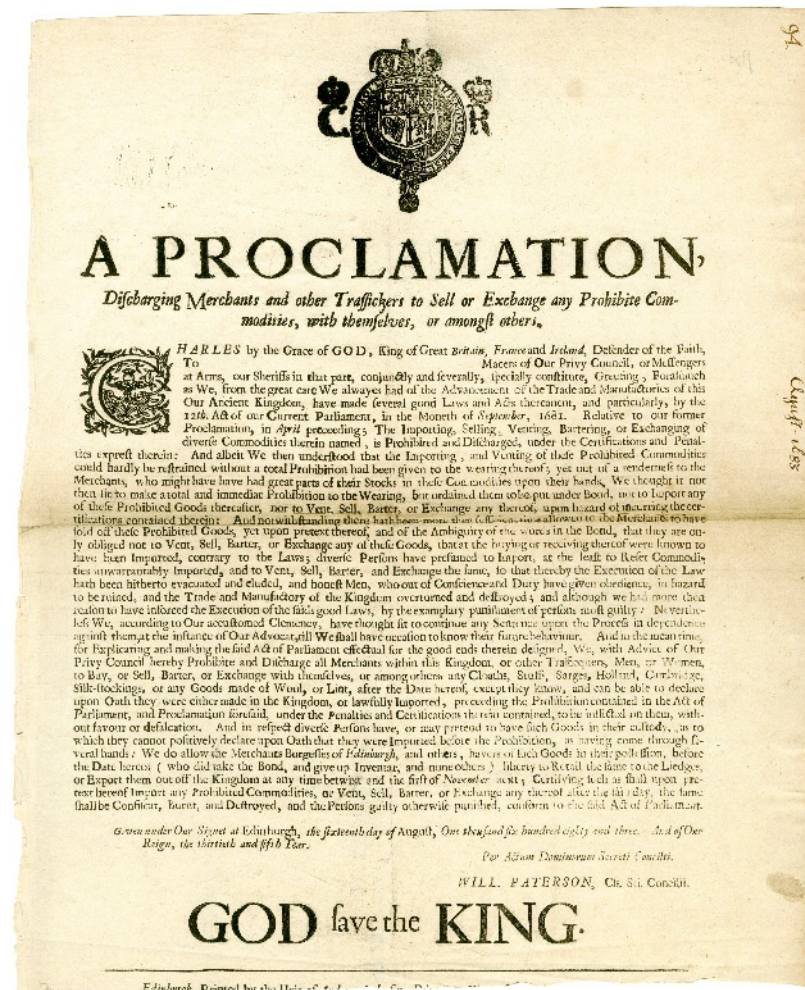 94
C R
A PROCLAMATION,
Diſcharging Merchants and other Traffickers to Sell or Exchange any Prohibite Com-
modities, with themſelves, or amongſt others.
CHARLES by the Grace of GOD, King of Great Britain, France and Ireland, Defender of the Faith,
To Macers of Our Privy Council, or Meſſengers
at Arms, our Sheriffs in that part, conjunctly and ſeverally, ſpecially conſtitute, Greeting; Foraſmuch
as We, from the great care We alwayes had of the Advancement of the Trade and Manufactories of this
Our Ancient Kingdom, have made ſeveral good Laws and Acts thereanent, and particularly, by the
12th. Act of our Current Parliament, in the Moneth of September, 1681. Relative to our former
Proclamation, in April preceeding; The Importing, Selling, Venting, Bartering, or Exchanging of
diverſe Commodities therein named, is Prohibited and Diſcharged, under the Certifications and Penal-
ties expreſt therein: And albeit We then underſtood that the Importing, and Venting of theſe Prohibited Commodities
could hardly be reſtrained without a total Prohibition had been given to the wearing thereof; yet out of a tenderneſs to the
Merchants, who might have have had great parts of their Stocks in theſe Commodities upon their hands, We thought it not
then fit to make a total and immediat Prohibition to the Wearing, but ordained them to be put under Bond, not to Import any
of theſe Prohibited Goods thereafter, nor to Vent, Sell, Barter, or Exchange any thereof, upon hazard of incurring the cer-
tifications contained therein: And notwithſtanding there hath been more than ſufficient time allowed to the Merchants to have
ſold off theſe Prohibited Goods, yet upon pretext thereof, and of the Ambiguity of the words in the Bond, that they are on-
ly obliged not to Vent, Sell, Barter, or Exchange any of theſe Goods, that at the buying or receiving thereof were known to
have been Imported, contrary to the Laws; diverſe Perſons have preſumed to Import, at the leaſt to Reſet Commodi-
ties unwarrantably Imported, and to Vent, Sell, Barter, and Exchange the ſame, ſo that thereby the Execution of the Law
hath been hitherto evacuated and eluded, and honeſt Men, who out of Conſcience and Duty have given obedience, in hazard
to be ruined, and the Trade and Manufactory of the Kingdom overturned and deſtroyed; and although we had more then
reaſon to have inforced the Execution of the ſaids good Laws, by the exemplary puniſhment of perſons moſt guilty: Neverthe-
leſs We, according to Our accuſtomed Clemency, have thought fit to continue any Sentence upon the Proceſs in dependence
againſt them, at the inſtance of Our Advocat, till We ſhall have occaſion to know their future behaviour. And in the mean time,
for Explicating and making the ſaid Act of Parliament effectual for the good ends therein deſigned, We, with Advice of Our
Privy Council hereby Prohibite and Diſcharge all Merchants within this Kingdom, or other Traffickers, Men, or Women,
to Buy, or Sell, Barter, or Exchange with themſelves, or among others any Cloaths, Stuffs, Sarges, Holland, Cambridge,
Silk-Stockings, or any Goods made of Wool, or Lint, after the Date hereof, except they know, and can be able to declare
upon Oath they were either made in the Kingdom, or lawfully Imported, preceeding the Prohibition contained in the Act of
Parliament, and Proclamation foreſaid, under the Penalties and Certifications therein contained, to be inflicted on them, with-
out favour or defalcation. And in reſpect diverſe Perſons have, or may pretend to have ſuch Goods in their cuſtody, as to
which they cannot poſitively declare upon Oath that they were Imported before the Prohibition, as having come through ſe-
veral hands: We do allow the Merchants Burgeſſes of Edinburgh, and others, havers of ſuch Goods in their poſſeſſion, before
the Date hereof ( who did take the Bond, and give up Inventar, and none others ) liberty to Retail the ſame to the Liedges,
or Export them out off the Kingdom at any time betwixt and the firſt of November next; Certifying ſuch as ſhall upon pre-
text hereof Import any Prohibited Commodities, or Vent, Sell, Barter, or Exchange any thereof after the ſaid day, the ſame
ſhall be Confiſcat, Burnt, and Deſtroyed, and the Perſons guilty otherwiſe puniſhed, conform to the ſaid Act of Parliament.
Given under Our Signet at Edinburgh, the ſixteenth day of Auguſt, One thouſand ſix hundred eighty and three. And of Our
Reign, the thirtieth and fifth Year.
Per Actum Dominorum Secreti Concilii.
WILL. PATERSON, Cls. Sti. Concilii.
GOD ſave the KING.
Edinburgh, Printed by the Heir of
August 1683